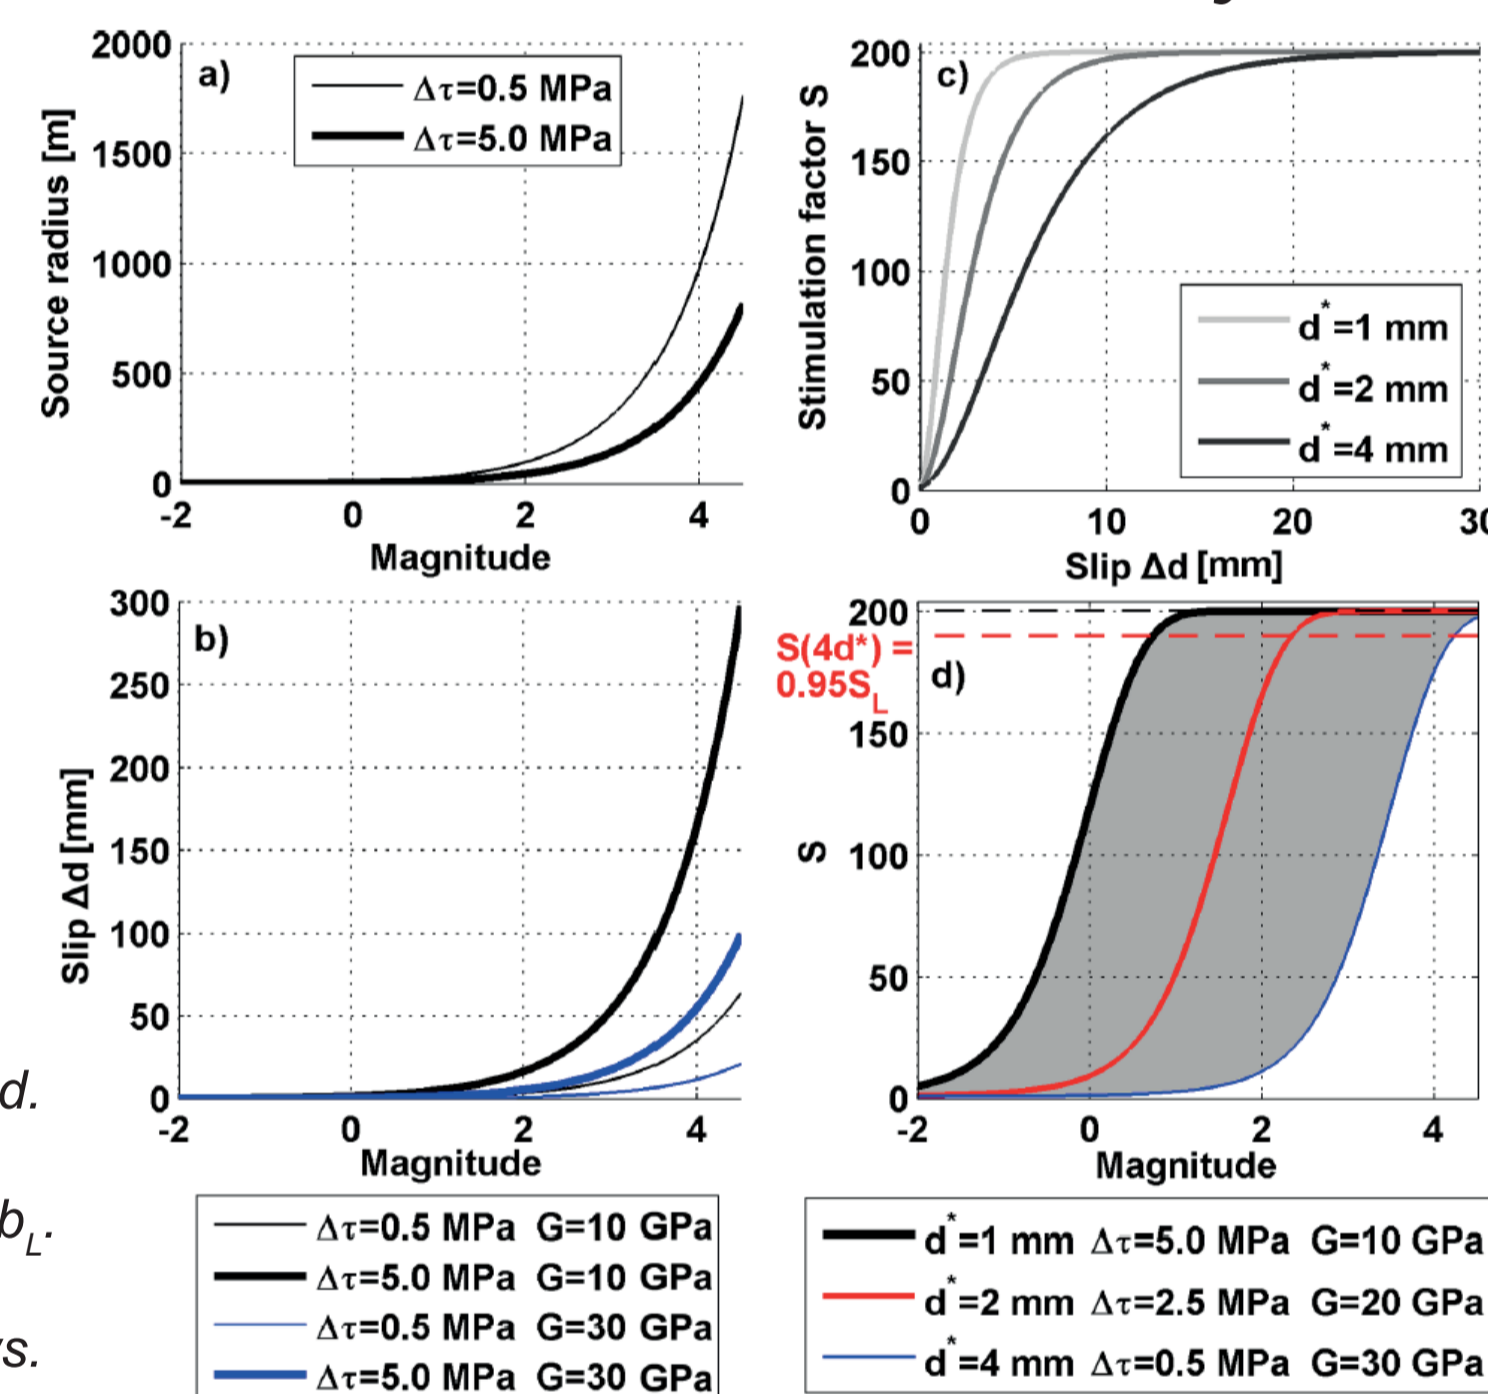 a)
Δτ=0.5 MPa
Δτ=5.0 MPa
2000
1500
1000
500
0
Source radius [m]
-2 0 2 4
Magnitude
c)
200
150
100
50
0
Stimulation factor S
d*=1 mm
d*=2 mm
d*=4 mm
0 10 20
Slip Δd [mm]
b)
300
250
200
150
100
50
0
Slip Δd [mm]
-2 0 2 4
Magnitude
Δτ=0.5 MPa G=10 GPa
Δτ=5.0 MPa G=10 GPa
Δτ=0.5 MPa G=30 GPa
Δτ=5.0 MPa G=30 GPa
d)
S(4d*) =
0.95S_L
200
150
100
50
0
S
-2 0 2 4
Magnitude
d*=1 mm Δτ=5.0 MPa G=10 GPa
d*=2 mm Δτ=2.5 MPa G=20 GPa
d*=4 mm Δτ=0.5 MPa G=30 GPa
d.
b_L.